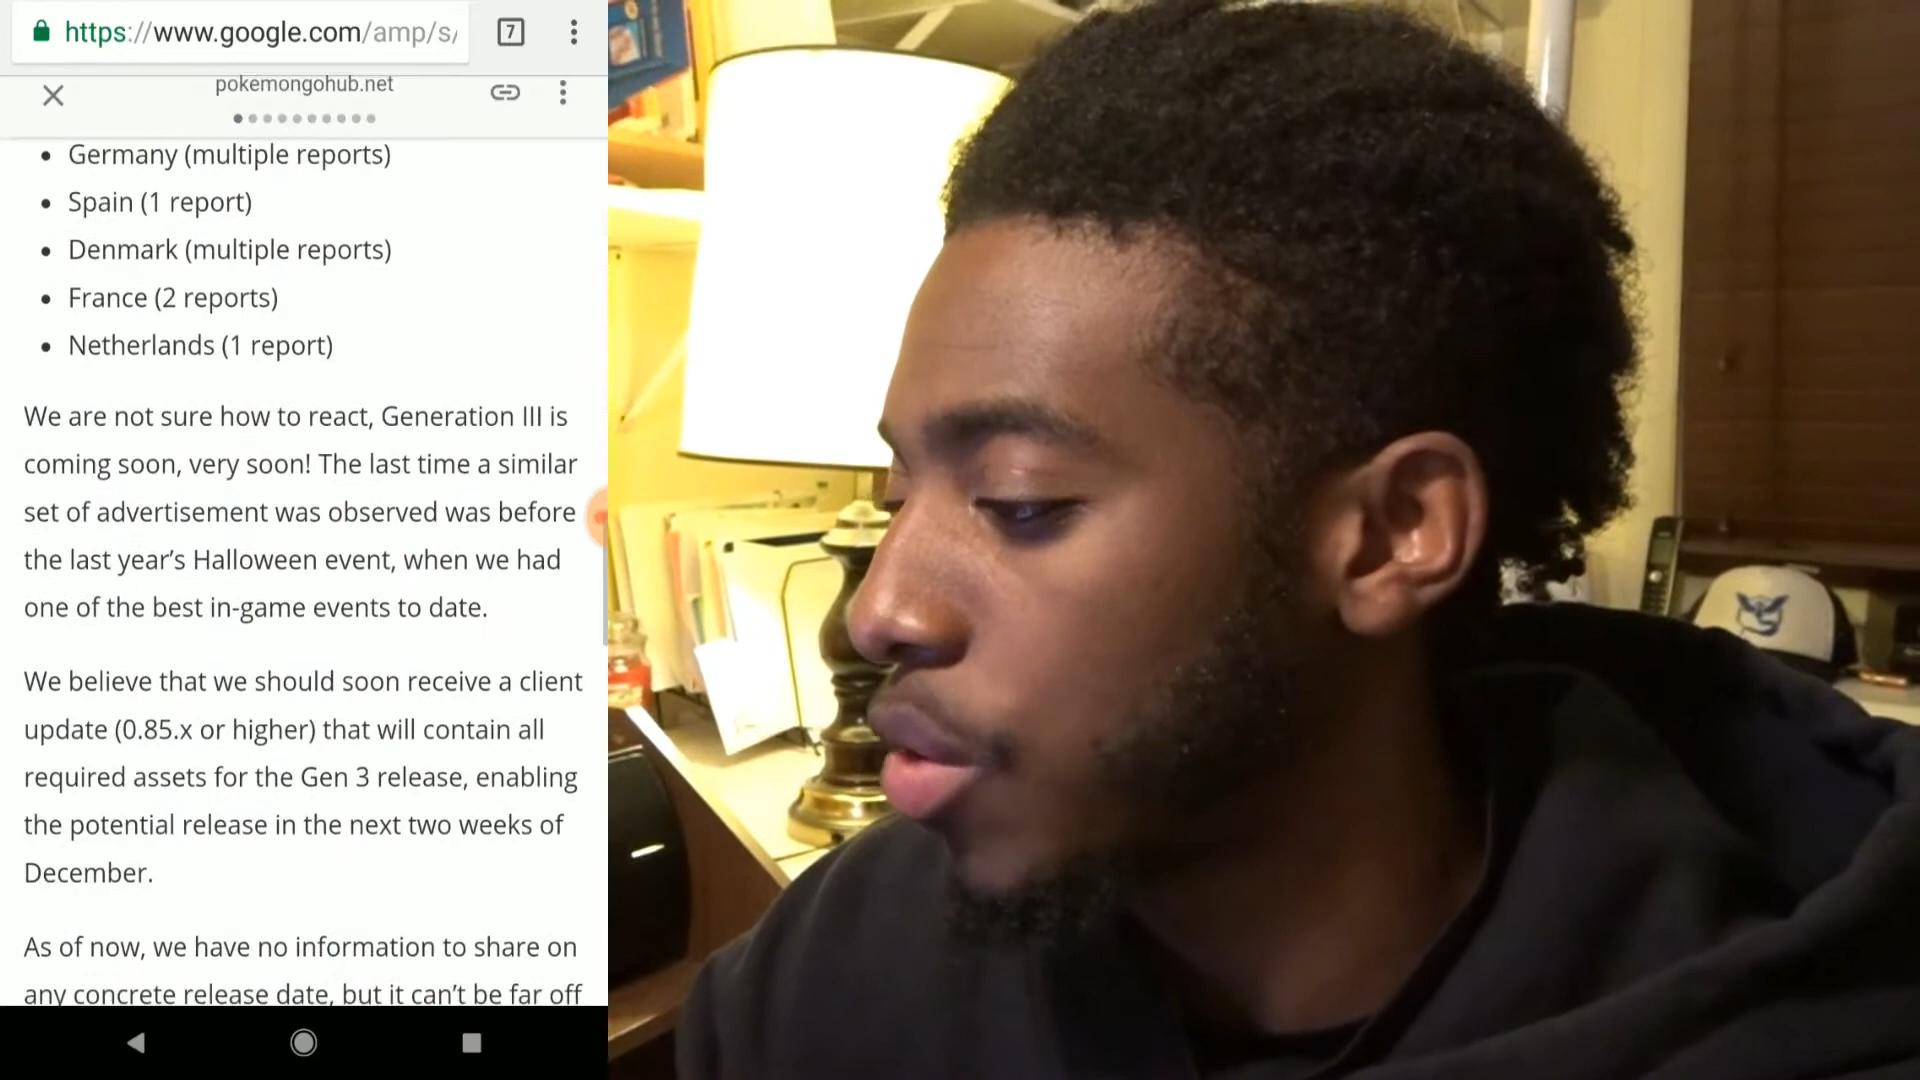 https://www.google.com/amp/s/
7
pokemongohub.net
Germany (multiple reports)
Spain (1 report)
Denmark (multiple reports)
France (2 reports)
Netherlands (1 report)
We are not sure how to react, Generation III is
coming soon, very soon! The last time a similar
set of advertisement was observed was before
the last year’s Halloween event, when we had
one of the best in-game events to date.
We believe that we should soon receive a client
update (0.85.x or higher) that will contain all
required assets for the Gen 3 release, enabling
the potential release in the next two weeks of
December.
As of now, we have no information to share on
any concrete release date, but it can’t be far off